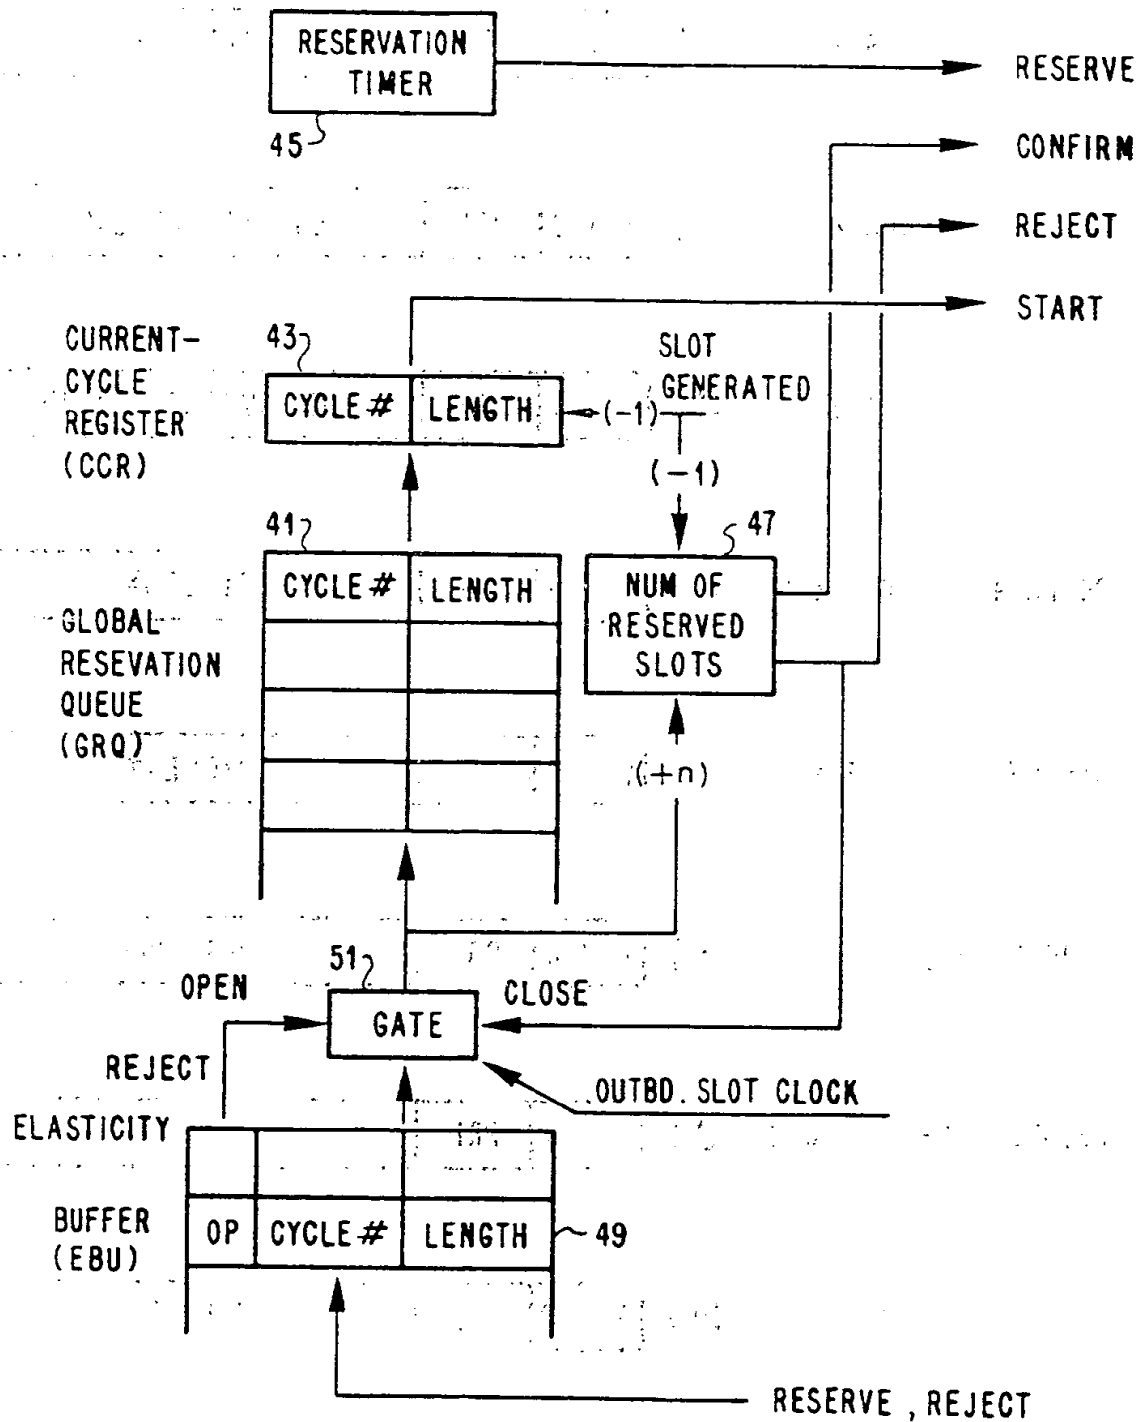 RESERVATION
TIMER
45
RESERVE
CONFIRM
REJECT
START
CURRENT-
CYCLE
REGISTER
(CCR)
43
CYCLE #
LENGTH
SLOT
GENERATED
(-1)
(-1)
41
CYCLE #
LENGTH
47
NUM OF
RESERVED
SLOTS
GLOBAL
RESEVATION
QUEUE
(GRQ)
(+n)
51
OPEN
GATE
CLOSE
REJECT
OUTBD. SLOT CLOCK
ELASTICITY
BUFFER
(EBU)
OP
CYCLE #
LENGTH
49
RESERVE , REJECT